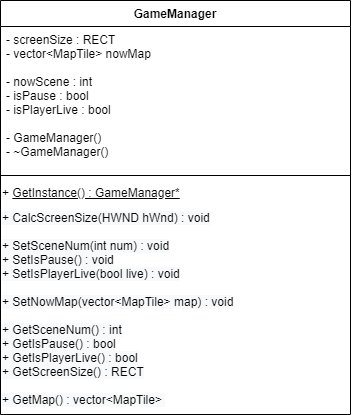 GameManager
- screenSize : RECT
- vector<MapTile> nowMap
- nowScene : int
- isPause : bool
- isPlayerLive : bool
- GameManager()
- ~GameManager()
+ GetInstance() : GameManager*
+ CalcScreenSize(HWND hWnd) : void
+ SetSceneNum(int num) : void
+ SetIsPause() : void
+ SetIsPlayerLive(bool live) : void
+ SetNowMap(vector<MapTile> map) : void
+ GetSceneNum() : int
+ GetIsPause() : bool
+ GetIsPlayerLive() : bool
+ GetScreenSize() : RECT
+ GetMap() : vector<MapTile>